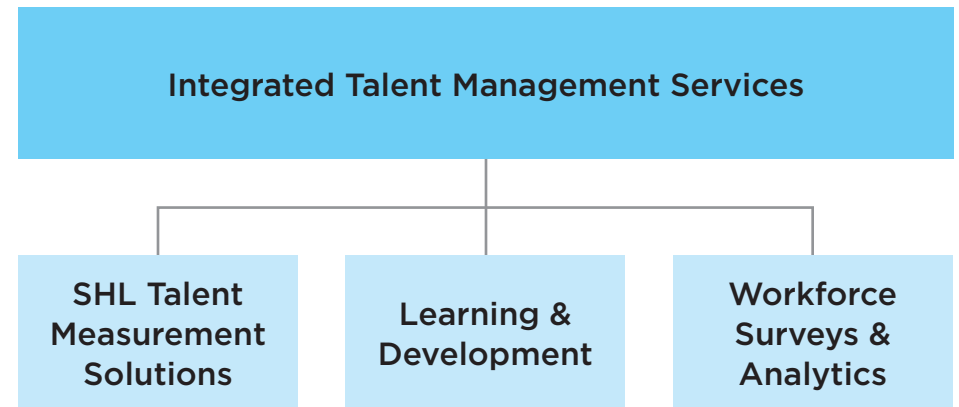 Integrated Talent Management Services
SHL Talent
Measurement
Solutions
Learning &
Development
Workforce
Surveys &
Analytics